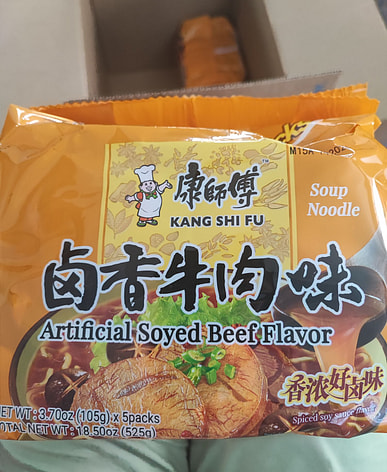 康師傅
KANG SHI FU
Soup
Noodle
卤香牛肉味
Artificial Soyed Beef Flavor
香浓好卤味
Spiced soy sauce flavor
NET WT : 3.70oz (105g) x 5packs
TOTAL NET WT : 18.50oz (525g)